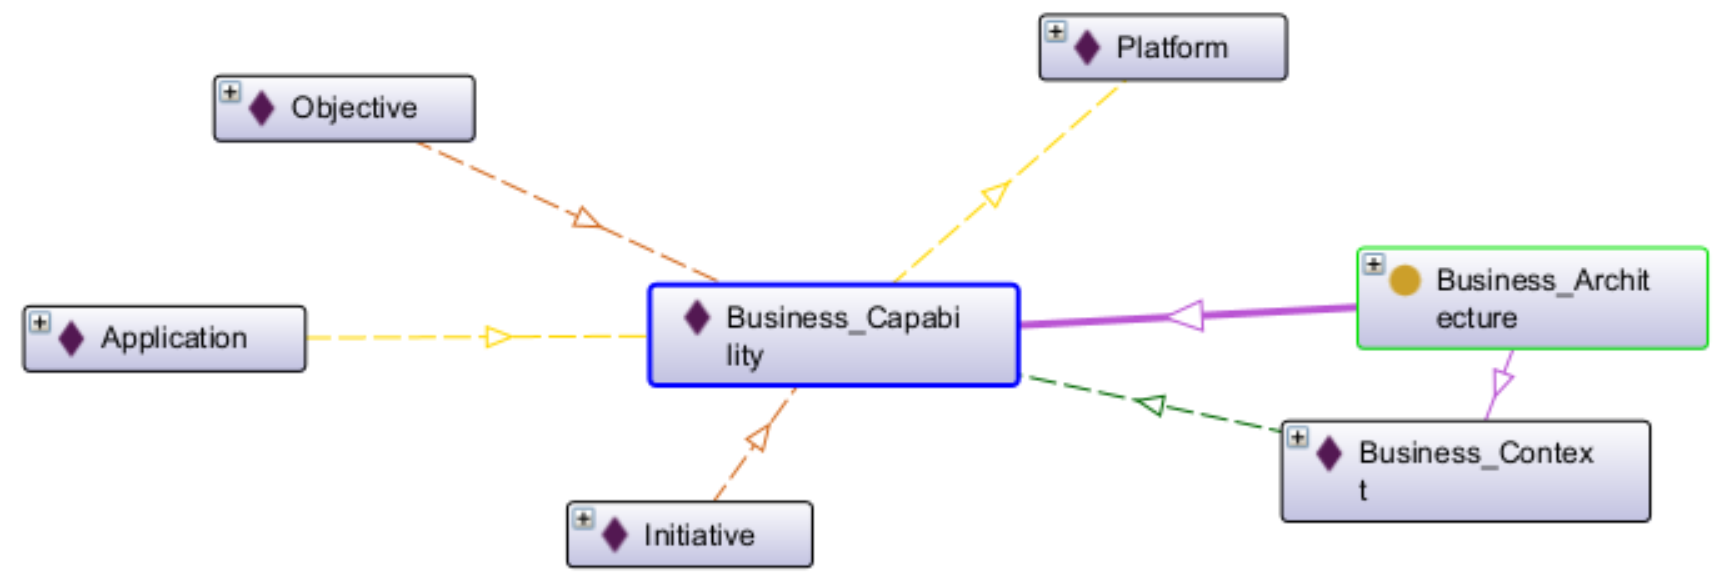 Platform
Objective
Business_Archit
ecture
Business_Capabi
lity
Application
Business_Contex
t
Initiative